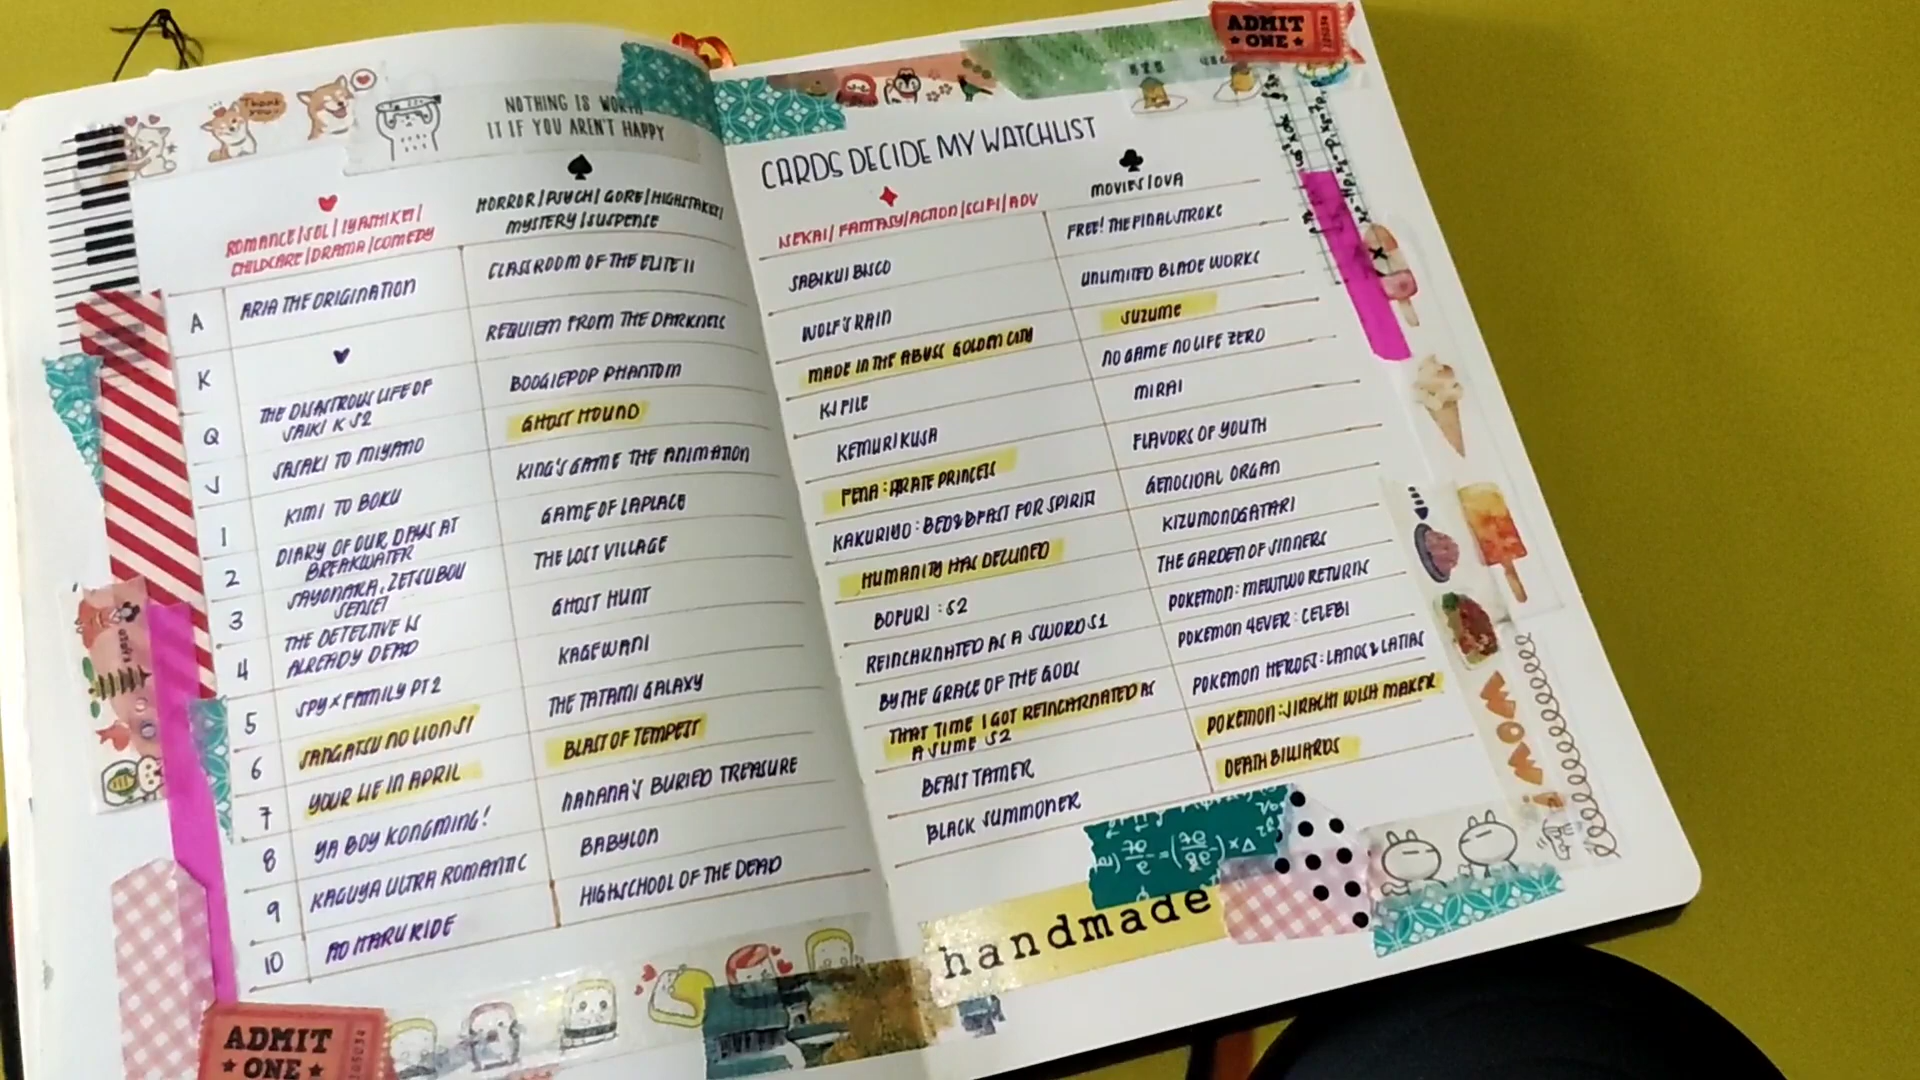 Thank you!
NOTHING IS WORTH
IT IF YOU AREN'T HAPPY
ROMANCE/SOL/IYASHIKEI/
CHILDCARE/DRAMA/COMEDY
HORROR/PSYCH/GORE/HIGHSTAKES/
MYSTERY/SUSPENSE
A
ARIA THE ORIGINATION
CLASSROOM OF THE ELITE II
K
REQUIEM FROM THE DARKNESS
Q
THE DISASTROUS LIFE OF
SAIKI K S2
BOOGIEPOP PHANTOM
J
SASAKI TO MIYANO
GHOST HOUND
1
KIMI TO BOKU
KING'S GAME THE ANIMATION
2
DIARY OF OUR DAYS AT
BREAKWATER
GAME OF LAPLACE
3
SAYONARA, ZETSUBOU
SENSEI
THE LOST VILLAGE
4
THE DETECTIVE IS
ALREADY DEAD
GHOST HUNT
5
SPY x FAMILY PT 2
KAGEWANI
6
SANGATSU NO LION S1
THE TATAMI GALAXY
7
YOUR LIE IN APRIL
BLAST OF TEMPEST
8
YA BOY KONGMING!
NANANA'S BURIED TREASURE
9
KAGUYA ULTRA ROMANTIC
BABYLON
10
AO HARU RIDE
HIGHSCHOOL OF THE DEAD
ADMIT
ONE
205034
CARDS DECIDE MY WATCHLIST
ISEKAI/FANTASY/ACTION/SCIFI/ADV
MOVIES/OVA
SABIKUI BISCO
FREE! THE FINAL STROKE
WOLF'S RAIN
UNLIMITED BLADE WORKS
MADE IN THE ABYSS GOLDEN CITY
SUZUME
KJ FILE
NO GAME NO LIFE ZERO
KEMURIKUSA
MIRAI
FENA: PIRATE PRINCESS
FLAVORS OF YOUTH
KAKURIYO: BED & BFAST FOR SPIRITS
GENOCIDAL ORGAN
HUMANITY HAS DECLINED
KIZUMONOGATARI
BOFURI: S2
THE GARDEN OF SINNERS
REINCARNATED AS A SWORD S1
POKEMON: MEWTWO RETURNS
BY THE GRACE OF THE GODS
POKEMON 4EVER: CELEBI
THAT TIME I GOT REINCARNATED AS
A SLIME S2
POKEMON HEROES: LATIOS & LATIAS
BEAST TAMER
POKEMON: JIRACHI WISH MAKER
BLACK SUMMONER
DEATH BILLIARDS
handmade
WOW!
ADMIT
ONE
205034